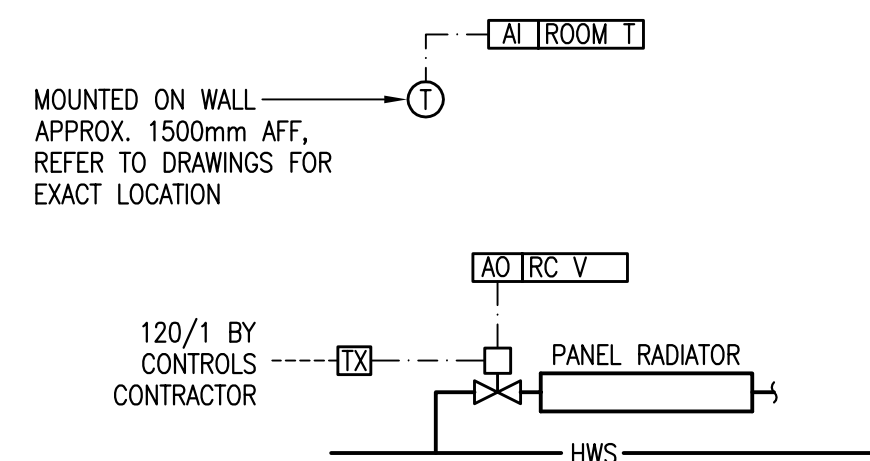 AI ROOM T
T
MOUNTED ON WALL
APPROX. 1500mm AFF,
REFER TO DRAWINGS FOR
EXACT LOCATION
AO RC V
120/1 BY
CONTROLS
CONTRACTOR
TX
PANEL RADIATOR
HWS